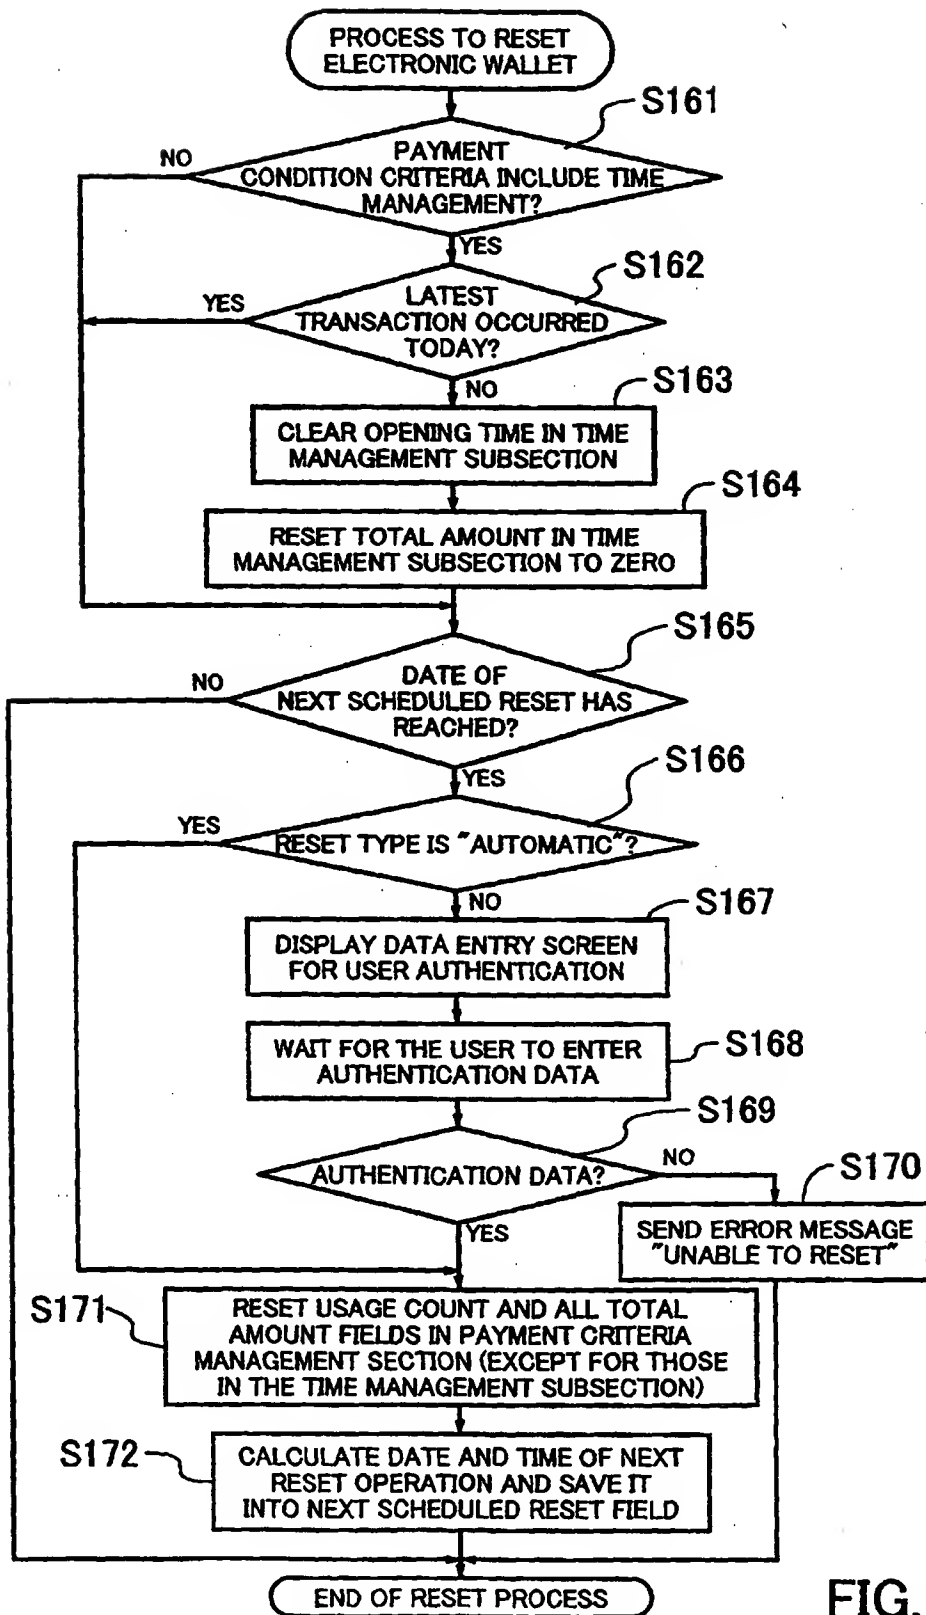 PROCESS TO RESET
ELECTRONIC WALLET
S161
NO
PAYMENT
CONDITION CRITERIA INCLUDE TIME
MANAGEMENT?
YES
S162
YES
LATEST
TRANSACTION OCCURRED
TODAY?
NO
S163
CLEAR OPENING TIME IN TIME
MANAGEMENT SUBSECTION
S164
RESET TOTAL AMOUNT IN TIME
MANAGEMENT SUBSECTION TO ZERO
S165
NO
DATE OF
NEXT SCHEDULED RESET HAS
REACHED?
YES
S166
YES
RESET TYPE IS "AUTOMATIC"?
NO
S167
DISPLAY DATA ENTRY SCREEN
FOR USER AUTHENTICATION
WAIT FOR THE USER TO ENTER
AUTHENTICATION DATA
S168
S169
AUTHENTICATION DATA?
NO
YES
S170
SEND ERROR MESSAGE
"UNABLE TO RESET"
S171
RESET USAGE COUNT AND ALL TOTAL
AMOUNT FIELDS IN PAYMENT CRITERIA
MANAGEMENT SECTION (EXCEPT FOR THOSE
IN THE TIME MANAGEMENT SUBSECTION)
S172
CALCULATE DATE AND TIME OF NEXT
RESET OPERATION AND SAVE IT
INTO NEXT SCHEDULED RESET FIELD
END OF RESET PROCESS
FIG.